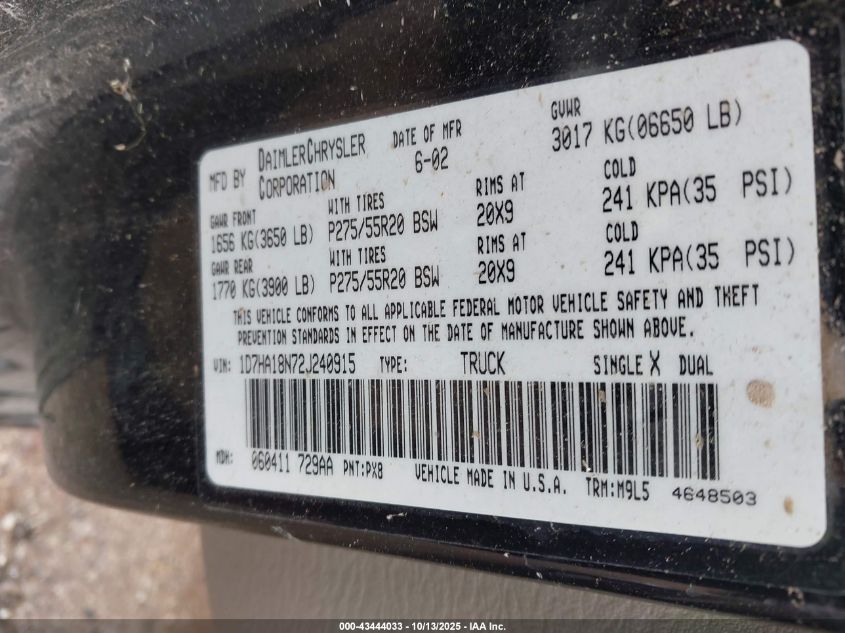 MFD BY DAIMLERCHRYSLER CORPORATION DATE OF MFR 6-02 GVWR 3017 KG(06650 LB)
GAWR FRONT WITH TIRES RIMS AT COLD
1656 KG(3650 LB) P275/55R20 BSW 20X9 241 KPA(35 PSI)
GAWR REAR WITH TIRES RIMS AT COLD
1770 KG(3900 LB) P275/55R20 BSW 20X9 241 KPA(35 PSI)
THIS VEHICLE CONFORMS TO ALL APPLICABLE FEDERAL MOTOR VEHICLE SAFETY AND THEFT
PREVENTION STANDARDS IN EFFECT ON THE DATE OF MANUFACTURE SHOWN ABOVE.
VIN: 1D7HA18N72J240915 TYPE: TRUCK SINGLE X DUAL
MDH: 060411 729AA PNT:PX8 VEHICLE MADE IN U.S.A. TRM:M9L5 4648503
000-43444033 - 10/13/2025 - IAA Inc.